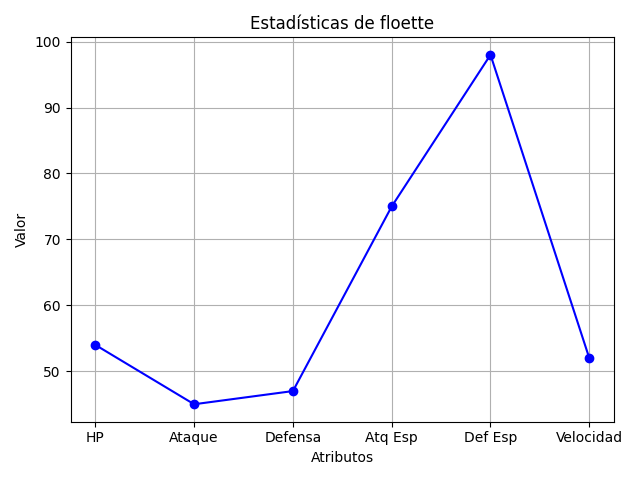 Estadísticas de floette
Valor
100
90
80
70
60
50
HP Ataque Defensa Atq Esp Def Esp Velocidad
Atributos